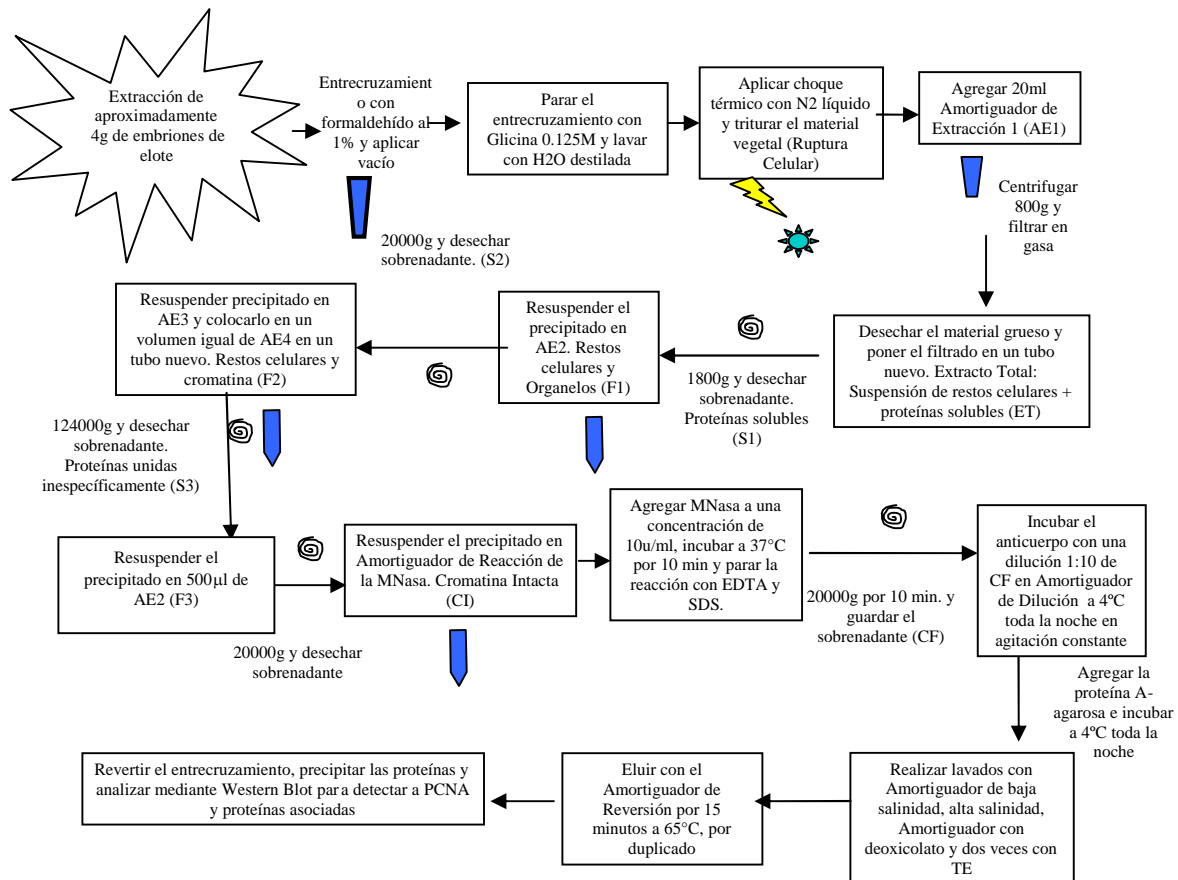 Extracción de
aproximadamente
4g de embriones de
elote
Entrecruzamient
o con
formaldehído al
1% y aplicar
vacío
Parar el
entrecruzamiento con
Glicina 0.125M y lavar
con H2O destilada
Aplicar choque
térmico con N2 líquido
y triturar el material
vegetal (Ruptura
Celular)
Agregar 20ml
Amortiguador de
Extracción 1 (AE1)
Centrifugar
800g y
filtrar en
gasa
Desechar el material grueso y
poner el filtrado en un tubo
nuevo. Extracto Total:
Suspensión de restos celulares +
proteínas solubles (ET)
1800g y desechar
sobrenadante.
Proteínas solubles
(S1)
Resuspender el
precipitado en
AE2. Restos
celulares y
Organelos (F1)
20000g y desechar
sobrenadante. (S2)
Resuspender precipitado en
AE3 y colocarlo en un
volumen igual de AE4 en un
tubo nuevo. Restos celulares y
cromatina (F2)
124000g y desechar
sobrenadante.
Proteínas unidas
inespecíficamente (S3)
Resuspender el
precipitado en 500µl de
AE2 (F3)
20000g y desechar
sobrenadante
Resuspender el precipitado en
Amortiguador de Reacción de
la MNasa. Cromatina Intacta
(CI)
Agregar MNasa a una
concentración de
10u/ml, incubar a 37°C
por 10 min y parar la
reacción con EDTA y
SDS.
20000g por 10 min. y
guardar el
sobrenadante (CF)
Incubar el
anticuerpo con una
dilución 1:10 de
CF en Amortiguador
de Dilución a 4ºC
toda la noche en
agitación constante
Agregar la
proteína A-
agarosa e incubar
a 4ºC toda la
noche
Realizar lavados con
Amortiguador de
baja salinidad, alta salinidad,
Amortiguador con
deoxicolato y dos veces con
TE
Eluir con el
Amortiguador de
Reversión por 15
minutos a 65°C, por
duplicado
Revertir el entrecruzamiento, precipitar las proteínas y
analizar mediante Western Blot para detectar a PCNA
y proteínas asociadas